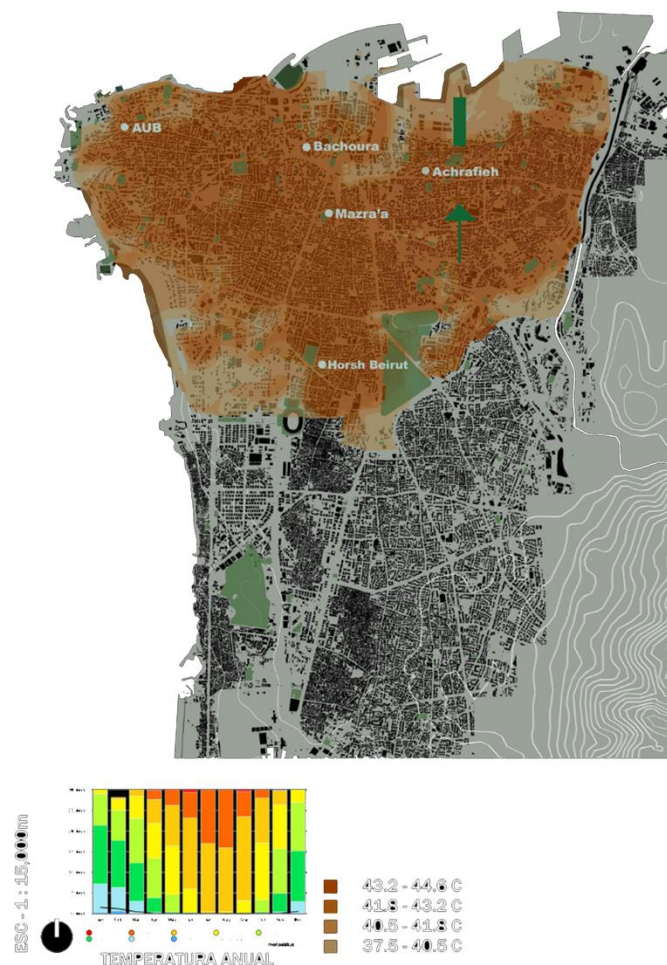 AUB
Bachoura
Achrafieh
Mazra'a
Horsh Beirut
ESC - 1 : 15,000m
meteoblue
TEMPERATURA ANUAL
43.2 - 44.6 C
41.8 - 43.2 C
40.5 - 41.8 C
37.5 - 40.5 C